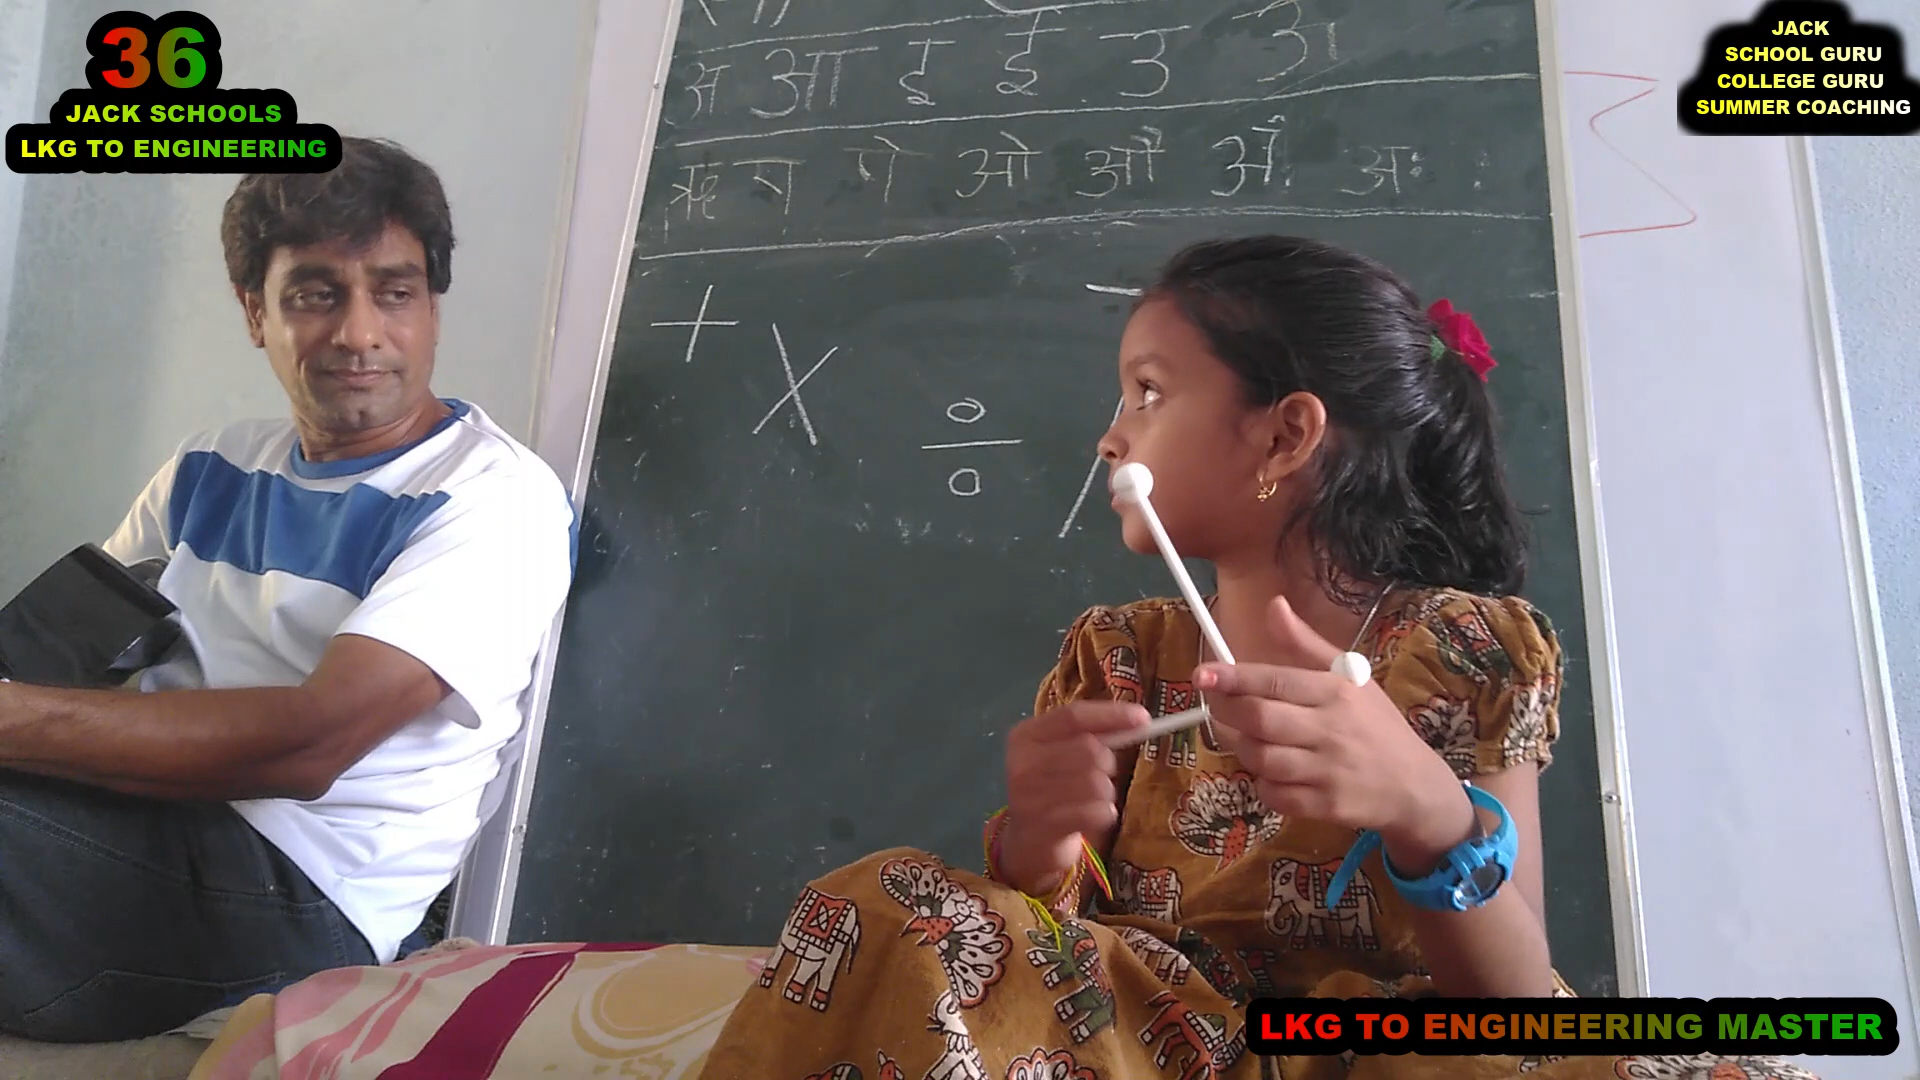 36
JACK SCHOOLS
LKG TO ENGINEERING
JACK
SCHOOL GURU
COLLEGE GURU
SUMMER COACHING
अ आ इ ई उ ऊ
ऋ ए ऐ ओ औ अं अः
+ × ÷
LKG TO ENGINEERING MASTER